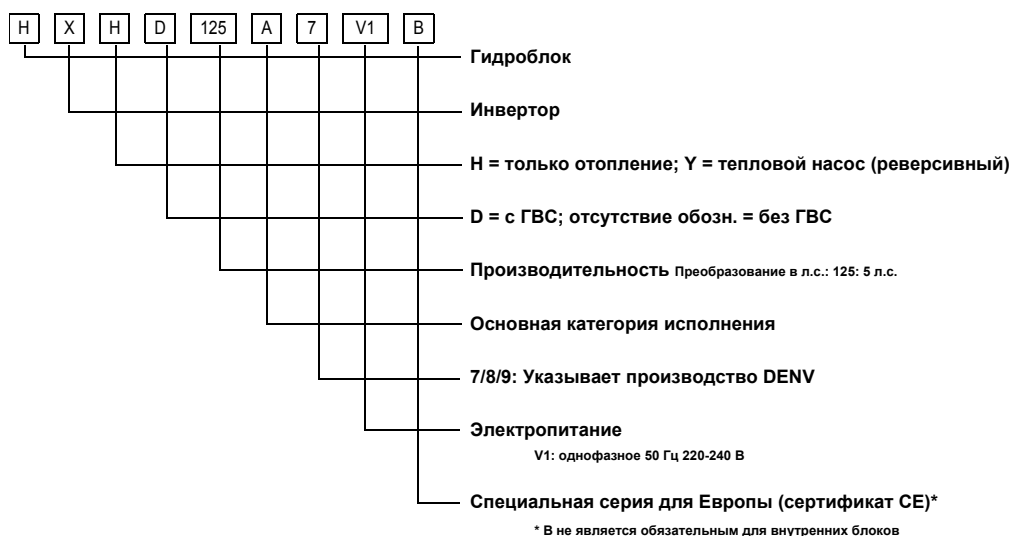 H X H D 125 A 7 V1 B
Гидроблок
Инвертор
H = только отопление; Y = тепловой насос (реверсивный)
D = с ГВС; отсутствие обозн. = без ГВС
Производительность Преобразование в л.с.: 125: 5 л.с.
Основная категория исполнения
7/8/9: Указывает производство DENV
Электропитание
V1: однофазное 50 Гц 220-240 В
Специальная серия для Европы (сертификат CE)*
* B не является обязательным для внутренних блоков